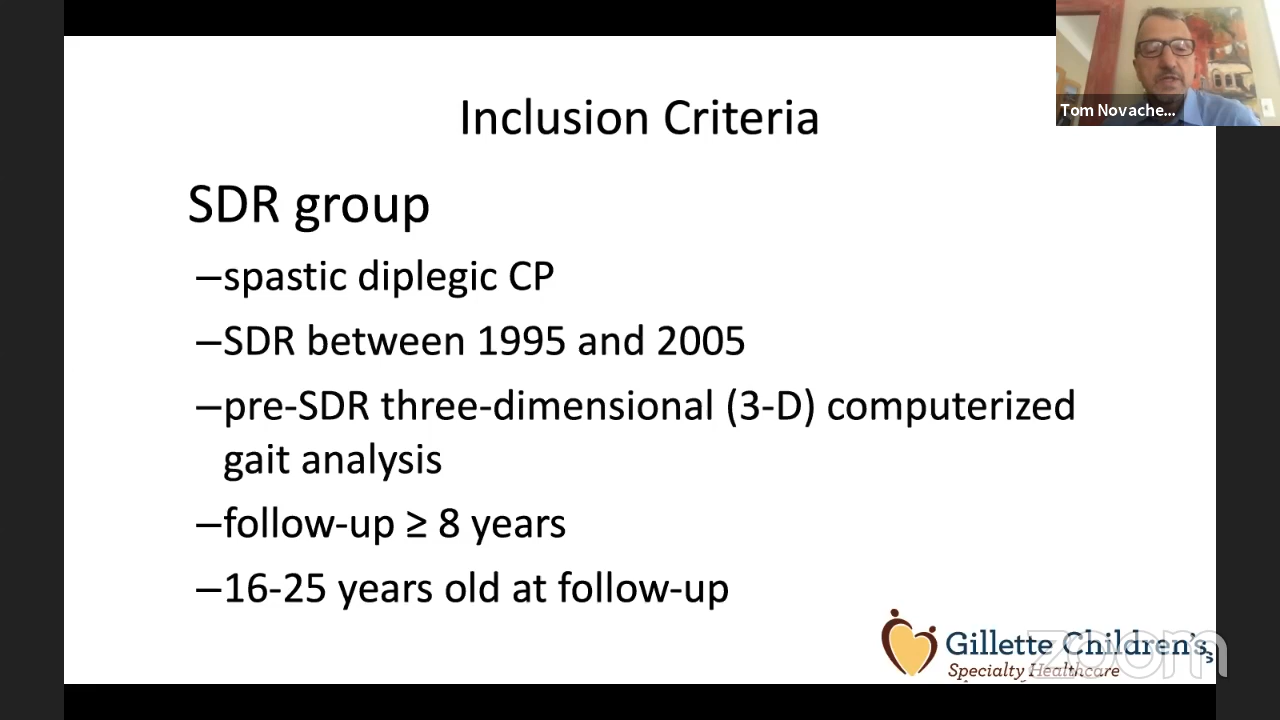 Inclusion Criteria
Tom Novache...
SDR group
–spastic diplegic CP
–SDR between 1995 and 2005
–pre-SDR three-dimensional (3-D) computerized
gait analysis
–follow-up ≥ 8 years
–16-25 years old at follow-up
Gillette Children's
Specialty Healthcare
zoom